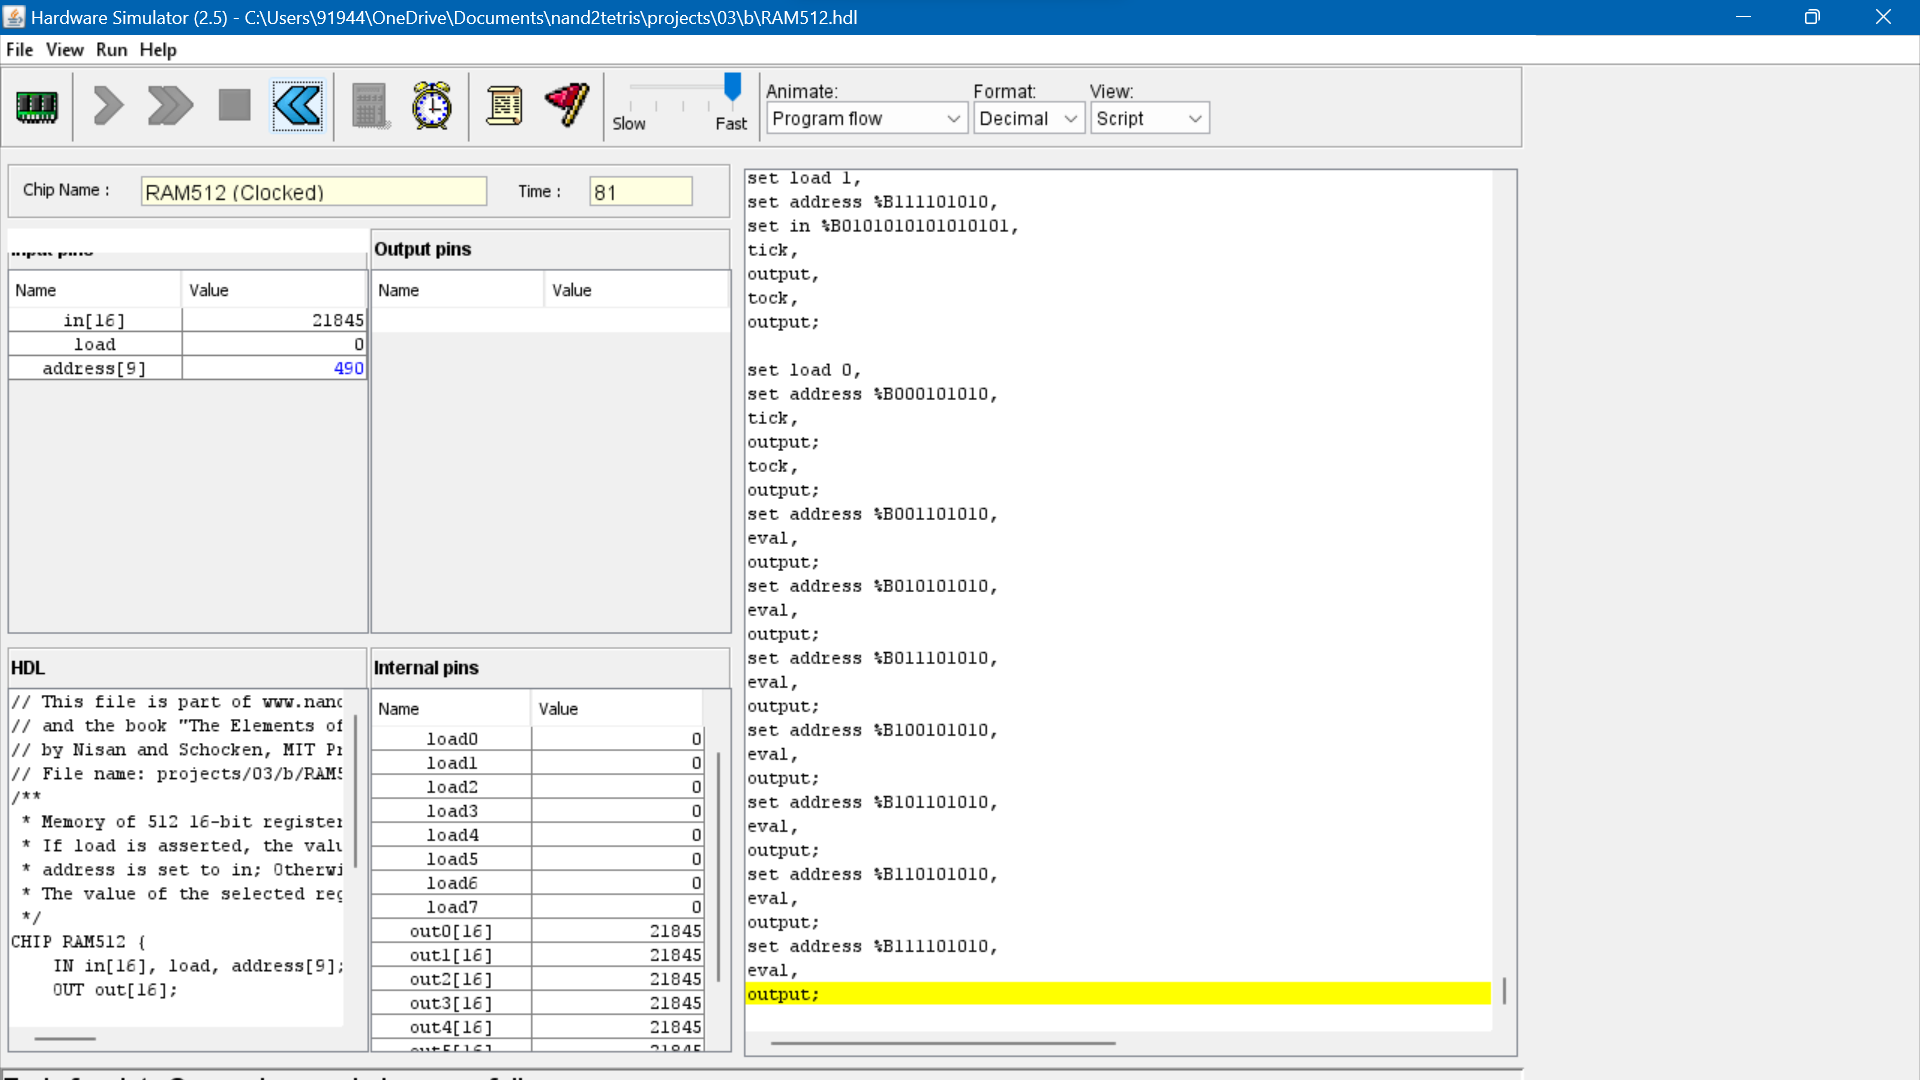 Hardware Simulator (2.5) - C:\Users\91944\OneDrive\Documents\nand2tetris\projects\03\b\RAM512.hdl
File View Run Help
Slow Fast
Animate: Format: View:
Program flow Decimal Script
Chip Name : RAM512 (Clocked) Time : 81
Input pins
Name Value
in[16] 21845
load 0
address[9] 490
Output pins
Name Value
HDL
// This file is part of www.nanc
// and the book "The Elements of
// by Nisan and Schocken, MIT Pr
// File name: projects/03/b/RAM5
/**
* Memory of 512 16-bit register
* If load is asserted, the valu
* address is set to in; Otherwi
* The value of the selected reg
*/
CHIP RAM512 {
IN in[16], load, address[9];
OUT out[16];
Internal pins
Name Value
load0 0
load1 0
load2 0
load3 0
load4 0
load5 0
load6 0
load7 0
out0[16] 21845
out1[16] 21845
out2[16] 21845
out3[16] 21845
out4[16] 21845
out5[16] 21845
set load 1,
set address %B111101010,
set in %B0101010101010101,
tick,
output,
tock,
output;
set load 0,
set address %B000101010,
tick,
output;
tock,
output;
set address %B001101010,
eval,
output;
set address %B010101010,
eval,
output;
set address %B011101010,
eval,
output;
set address %B100101010,
eval,
output;
set address %B101101010,
eval,
output;
set address %B110101010,
eval,
output;
set address %B111101010,
eval,
output;